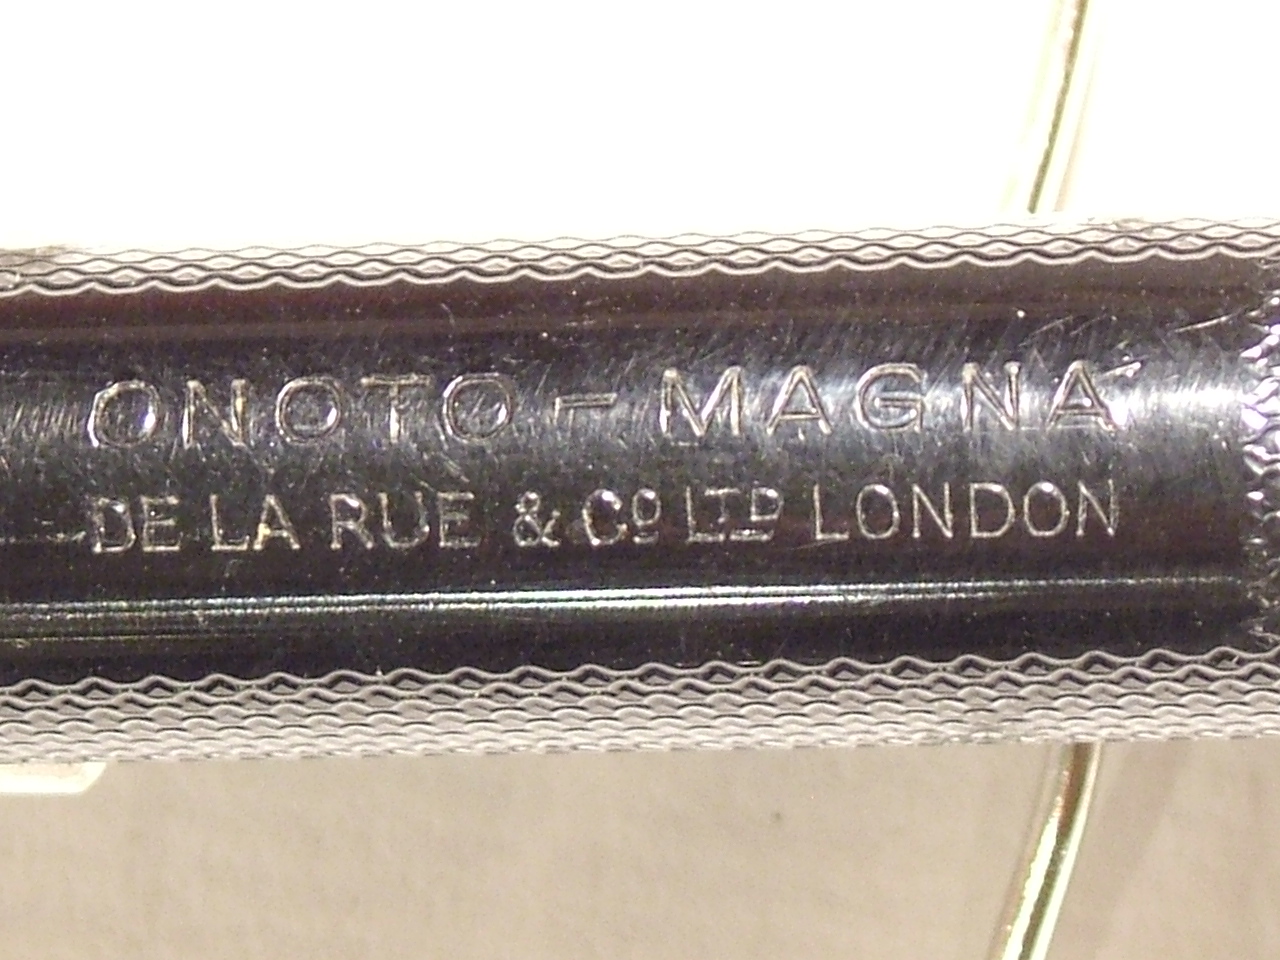 ONOTO - MAGNA
DE LA RUE & Cº LTD LONDON